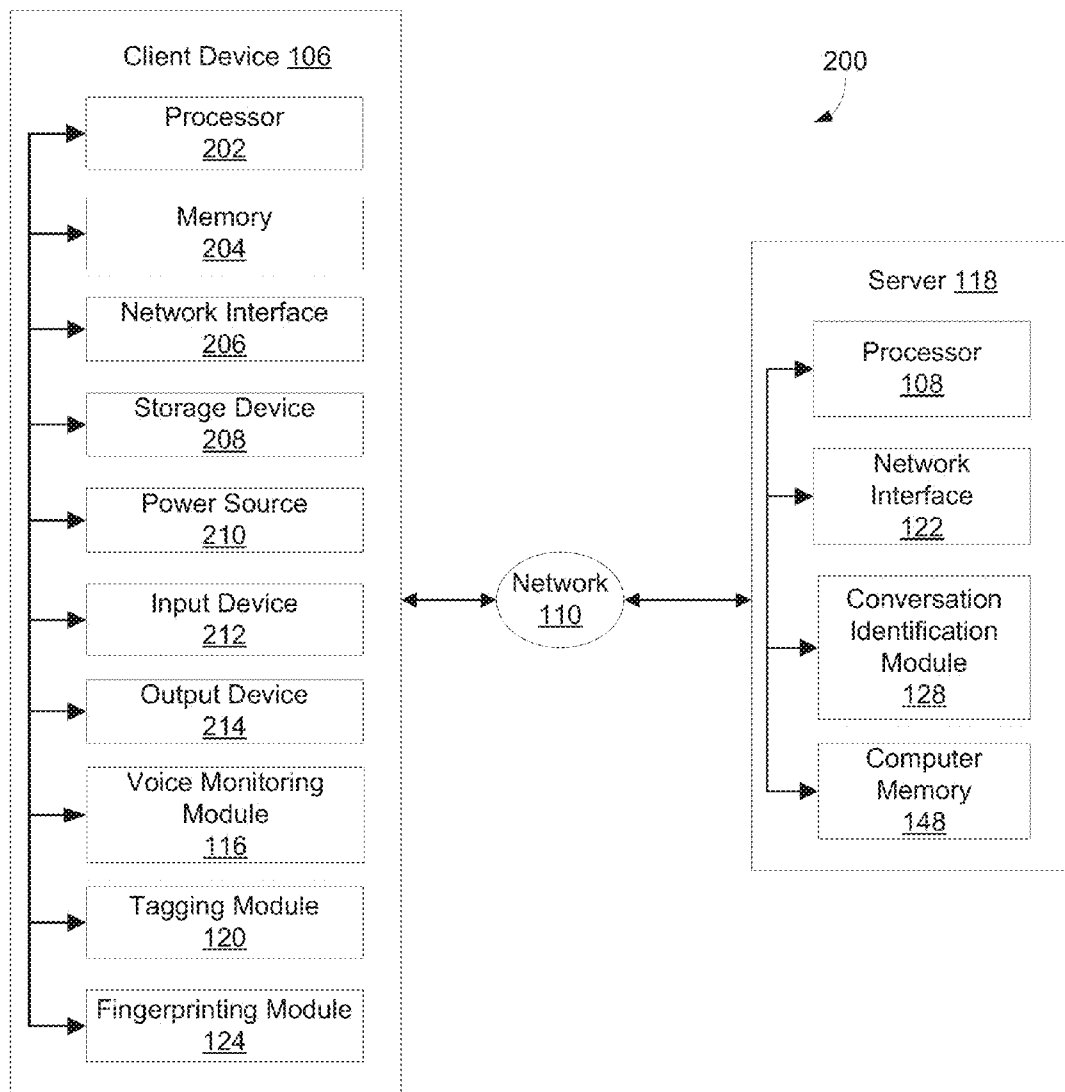 Client Device 106
Processor
202
Memory
204
Network Interface
206
Storage Device
208
Power Source
210
Input Device
212
Output Device
214
Voice Monitoring
Module
116
Tagging Module
120
Fingerprinting Module
124
Network
110
200
Server 118
Processor
108
Network
Interface
122
Conversation
Identification
Module
128
Computer
Memory
148